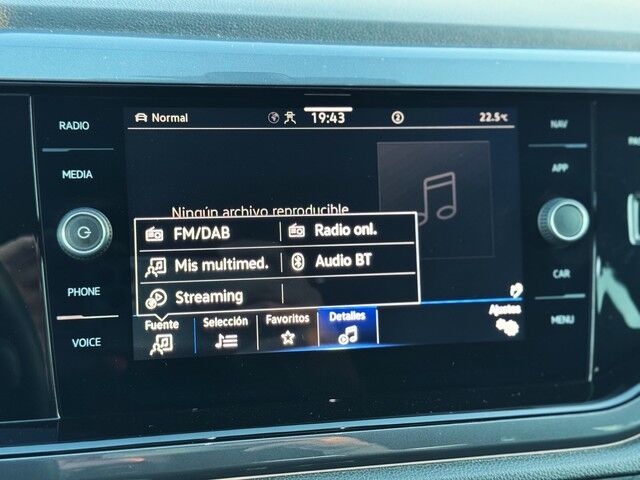 RADIO
MEDIA
PHONE
VOICE
Normal
19:43
2
22.5°C
Ningún archivo reproducible
FM/DAB
Radio onl.
Mis multimed.
Audio BT
Streaming
Fuente
Selección
Favoritos
Detalles
Ajustes
NAV
APP
CAR
MENU